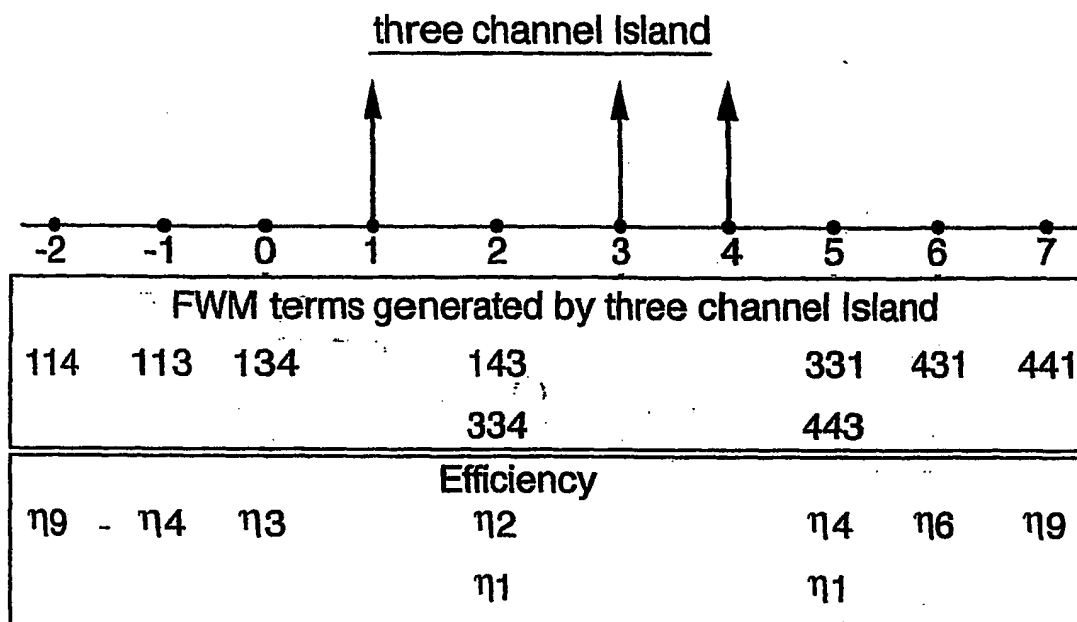 three channel Island
-2 -1 0 1 2 3 4 5 6 7
FWM terms generated by three channel Island
114 113 134 143 331 431 441
334 443
Efficiency
η9 - η4 η3 η2 η4 η6 η9
η1 η1